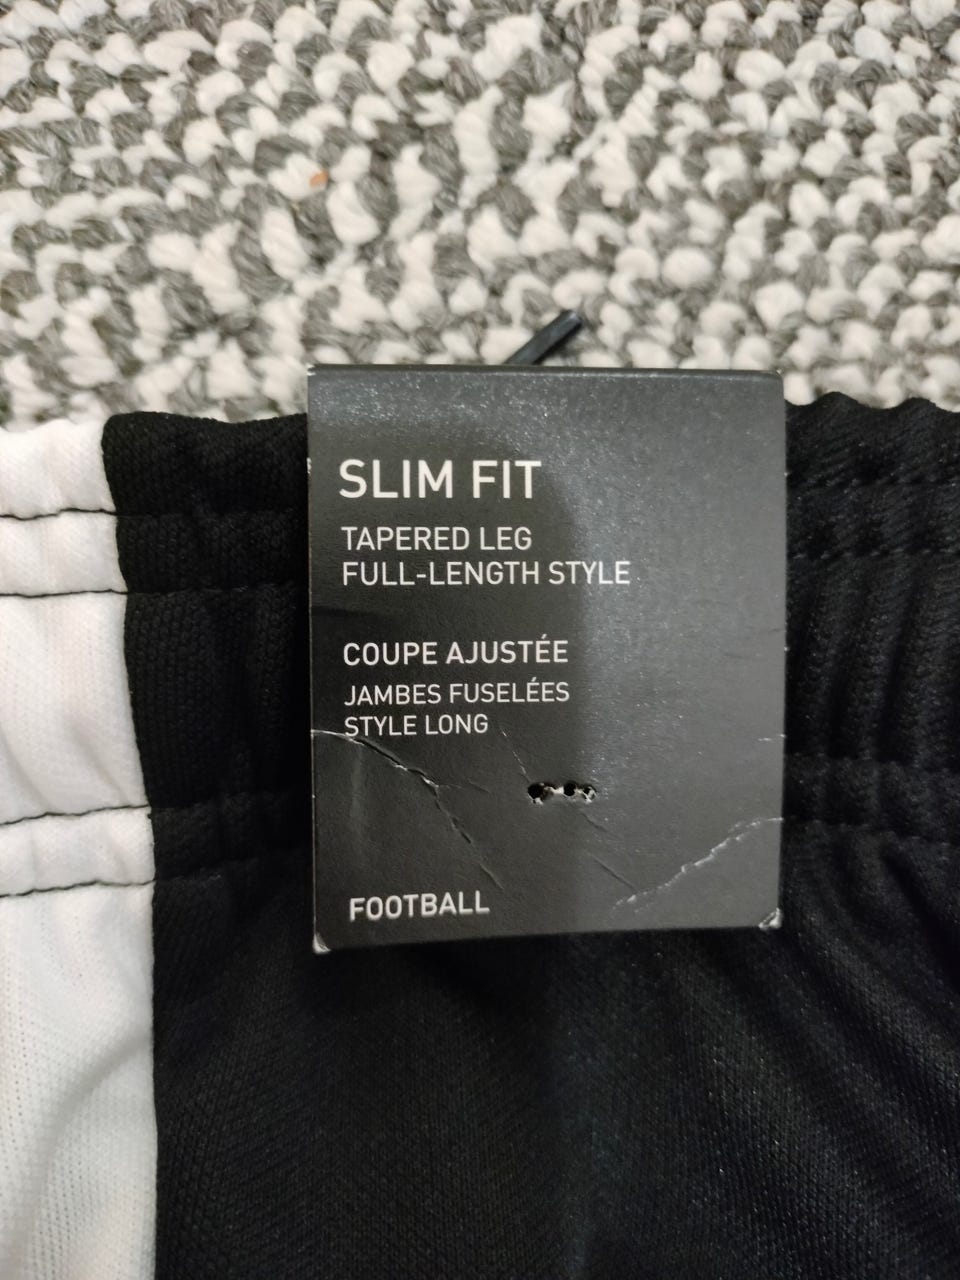 SLIM FIT
TAPERED LEG
FULL-LENGTH STYLE
COUPE AJUSTÉE
JAMBES FUSELÉES
STYLE LONG
FOOTBALL